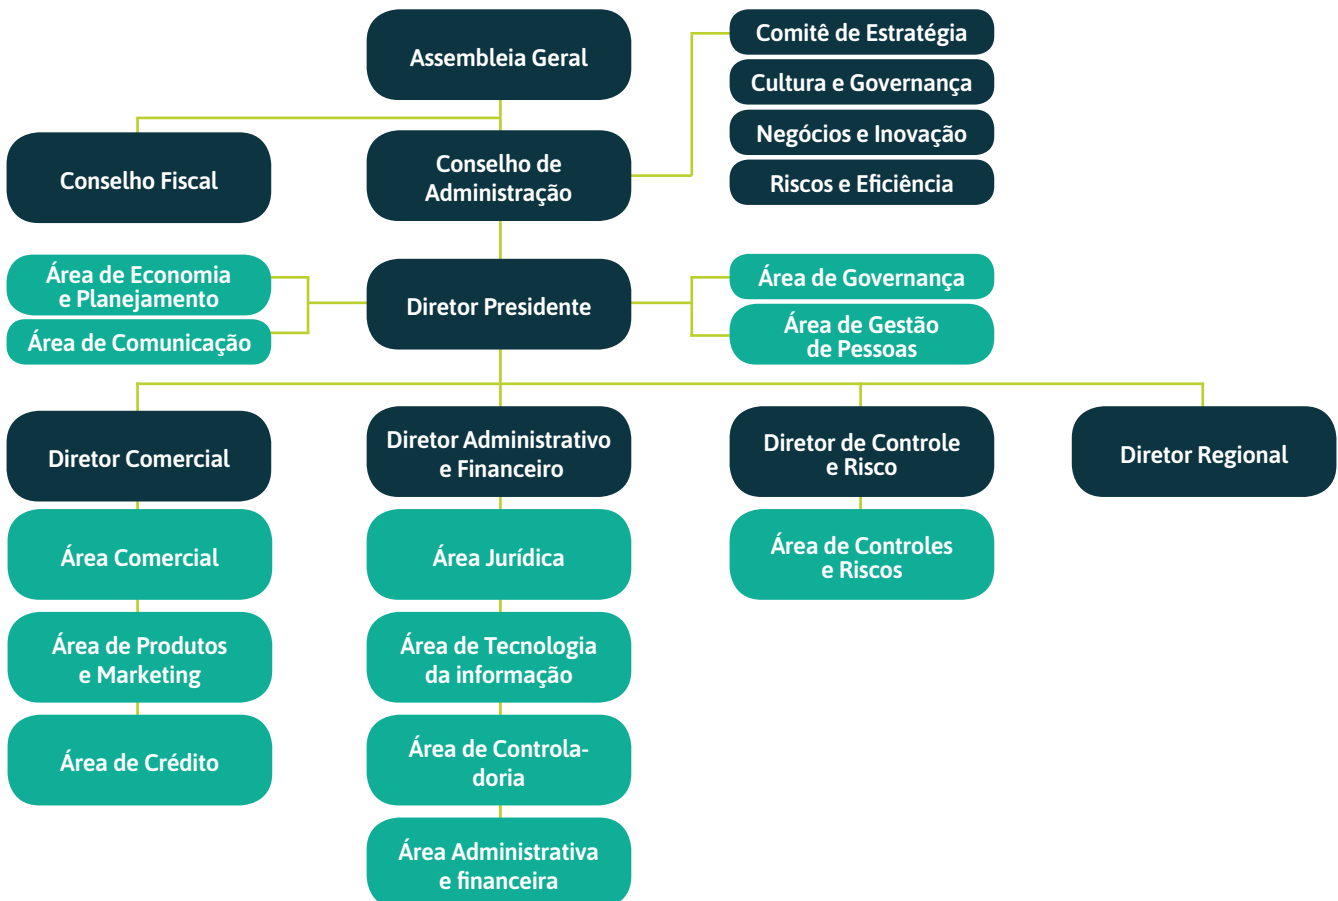 Assembleia Geral
Comitê de Estratégia
Cultura e Governança
Negócios e Inovação
Riscos e Eficiência
Conselho Fiscal
Conselho de
Administração
Área de Economia
e Planejamento
Área de Comunicação
Diretor Presidente
Área de Governança
Área de Gestão
de Pessoas
Diretor Comercial
Diretor Administrativo
e Financeiro
Diretor de Controle
e Risco
Diretor Regional
Área Comercial
Área Jurídica
Área de Controles
e Riscos
Área de Produtos
e Marketing
Área de Tecnologia
da informação
Área de Crédito
Área de Controla-
doria
Área Administrativa
e financeira